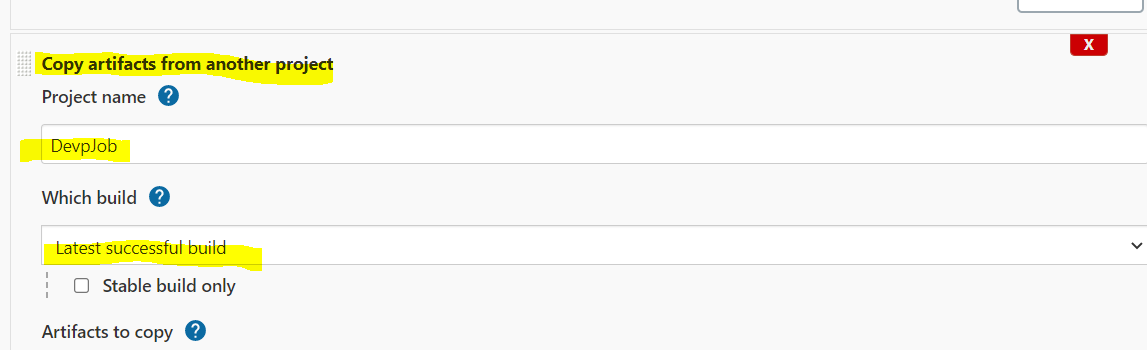 X
Copy artifacts from another project
Project name ?
DevpJob
Which build ?
Latest successful build
Stable build only
Artifacts to copy ?